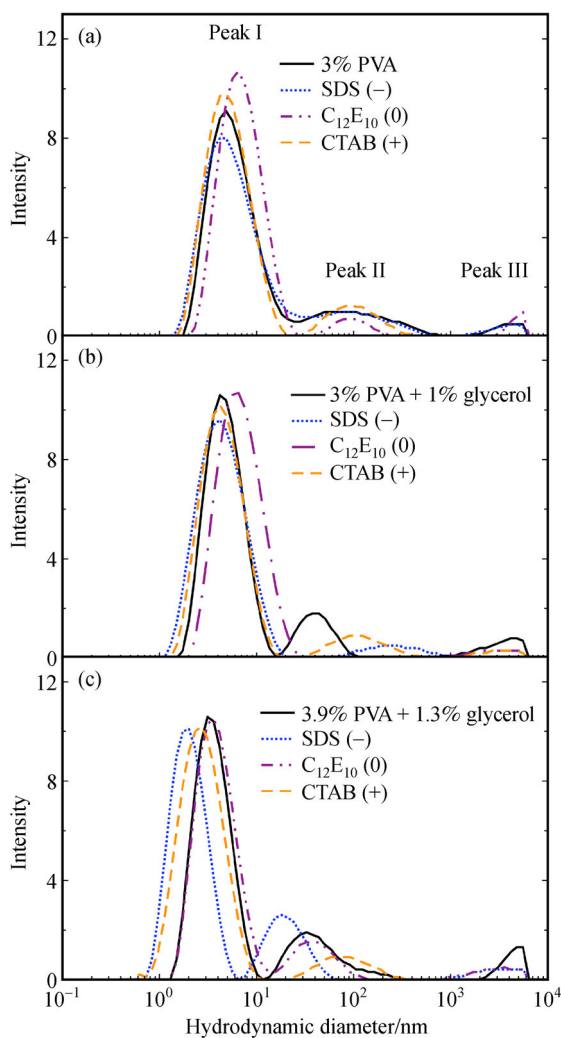 12
(a)
Peak I
3% PVA
SDS (−)
C₁₂E₁₀ (0)
CTAB (+)
8
Intensity
4
Peak II
Peak III
0
(b)
3% PVA + 1% glycerol
12
SDS (−)
C₁₂E₁₀ (0)
CTAB (+)
8
Intensity
4
0
(c)
3.9% PVA + 1.3% glycerol
12
SDS (−)
C₁₂E₁₀ (0)
CTAB (+)
8
Intensity
4
0
10⁻¹ 10⁰ 10¹ 10² 10³ 10⁴
Hydrodynamic diameter/nm